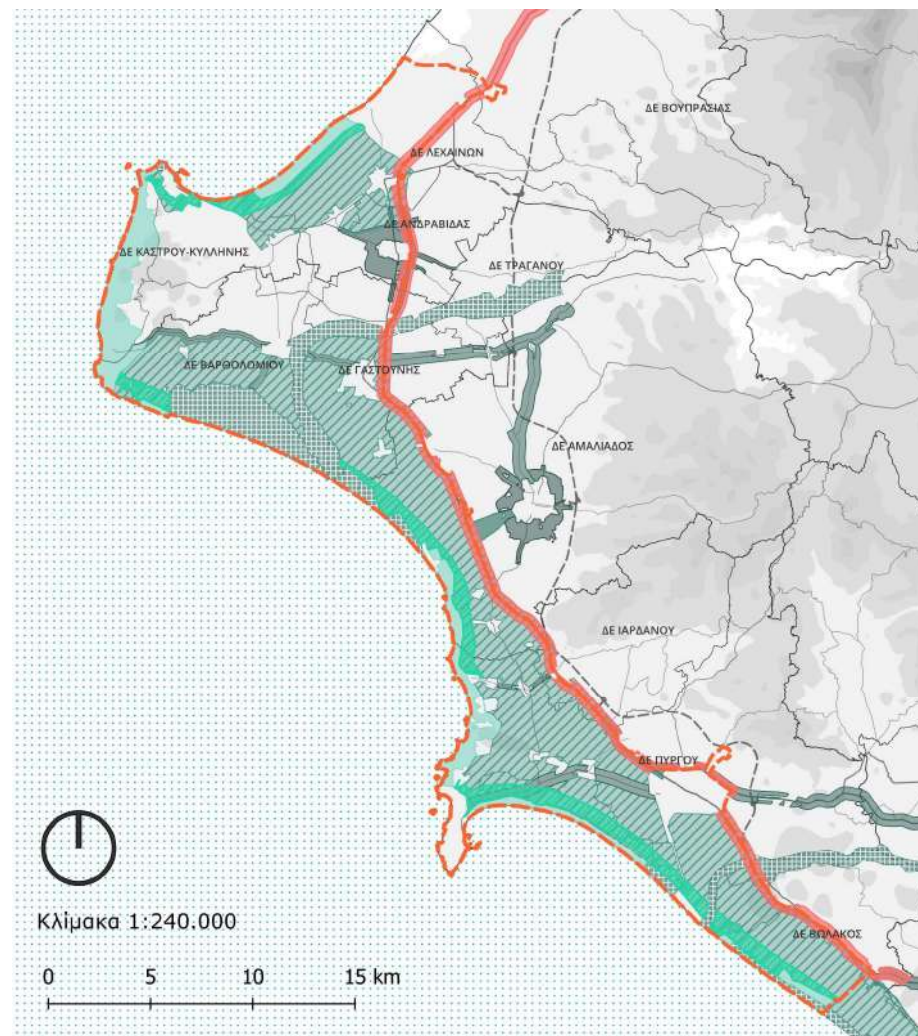 ΔΕ ΒΟΥΠΡΑΣΙΑΣ
ΔΕ ΛΕΧΑΙΝΩΝ
ΔΕ ΑΝΔΡΑΒΙΔΑΣ
ΔΕ ΚΑΣΤΡΟΥ-ΚΥΛΛΗΝΗΣ
ΔΕ ΤΡΑΓΑΝΟΥ
ΔΕ ΒΑΡΘΟΛΟΜΙΟΥ
ΔΕ ΓΑΣΤΟΥΝΗΣ
ΔΕ ΑΜΑΛΙΑΔΟΣ
ΔΕ ΙΑΡΔΑΝΟΥ
ΔΕ ΠΥΡΓΟΥ
ΔΕ ΒΩΛΑΚΟΣ
Κλίμακα 1:240.000
0 5 10 15 km